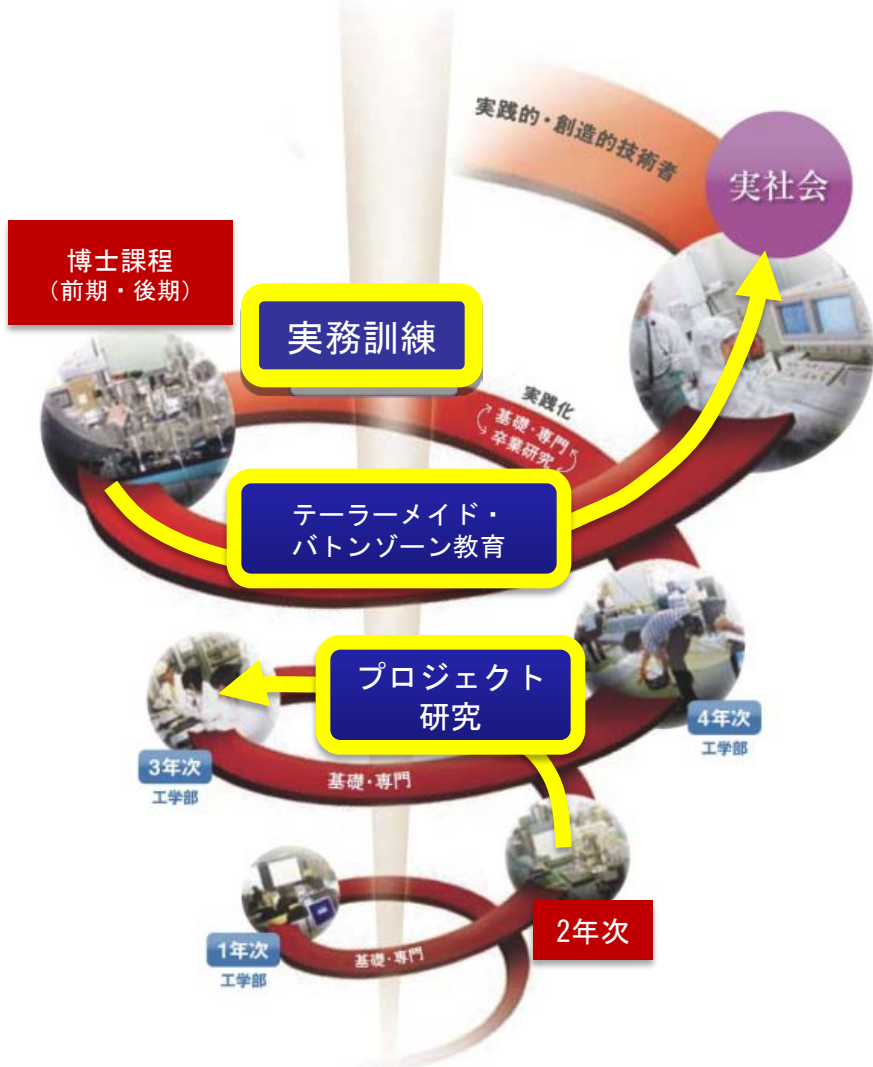 実践的・創造的技術者
実社会
博士課程
（前期・後期）
実務訓練
実践化
基礎・専門
卒業研究
テーラーメイド・
バトンゾーン教育
プロジェクト
研究
4年次
工学部
3年次
工学部
基礎・専門
2年次
1年次
工学部
基礎・専門